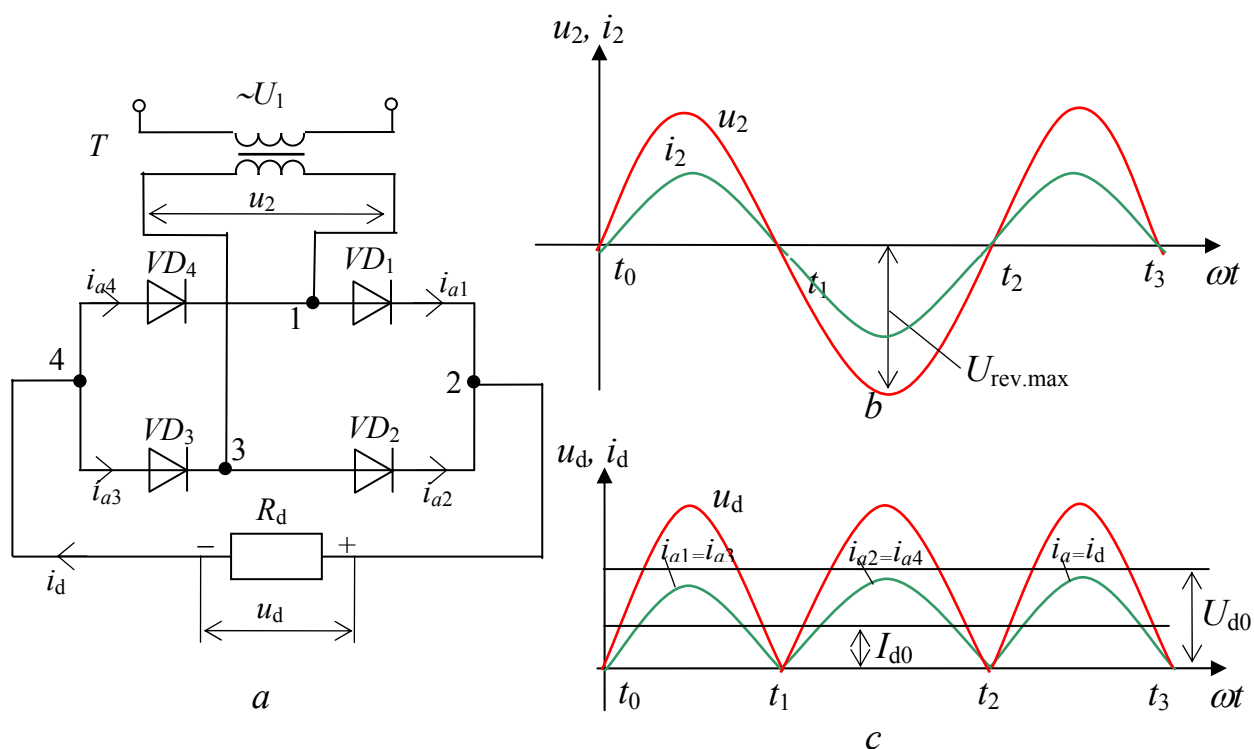 ~U1
T
u2
VD4
VD1
ia4
ia1
1
4
2
VD3
3
VD2
ia3
ia2
Rd
–
+
id
ud
a
u2, i2
u2
i2
t0
t1
t2
t3
ωt
Urev.max
b
ud, id
ud
ia1=ia3
ia2=ia4
ia=id
Ud0
Id0
t0
t1
t2
t3
ωt
c